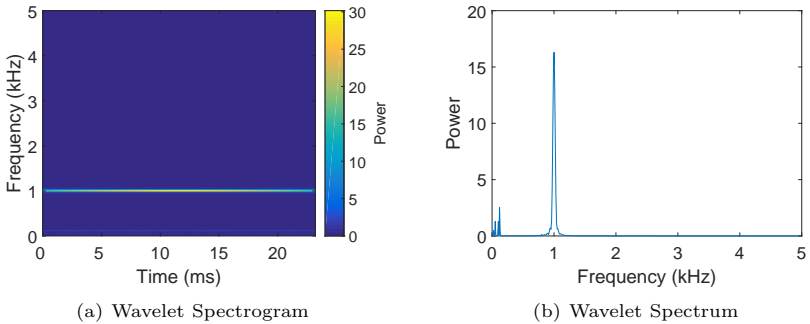 5
4
3
2
1
0
Frequency (kHz)
0 5 10 15 20
Time (ms)
30
25
20
15
10
5
0
Power
(a) Wavelet Spectrogram
20
15
10
5
0
Power
0 1 2 3 4 5
Frequency (kHz)
(b) Wavelet Spectrum